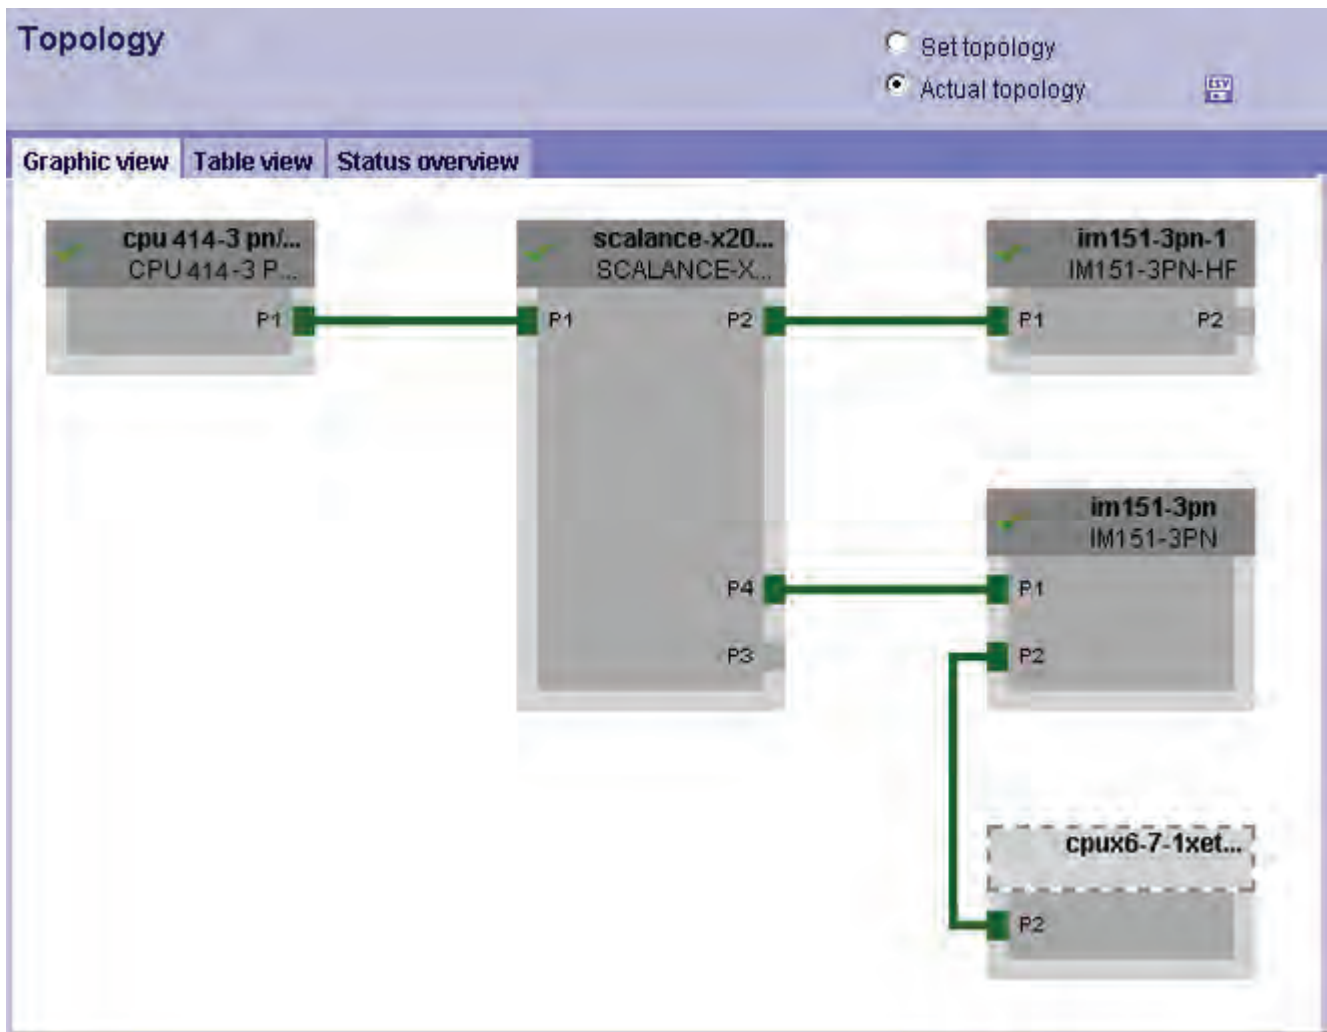 Topology
Set topology
Actual topology
CSV
Graphic view Table view Status overview
cpu 414-3 pn/...
CPU 414-3 P...
P1
scalance-x20...
SCALANCE-X...
P1 P2
P4
P3
im151-3pn-1
IM151-3PN-HF
P1 P2
im151-3pn
IM151-3PN
P1
P2
cpux6-7-1xet...
P2